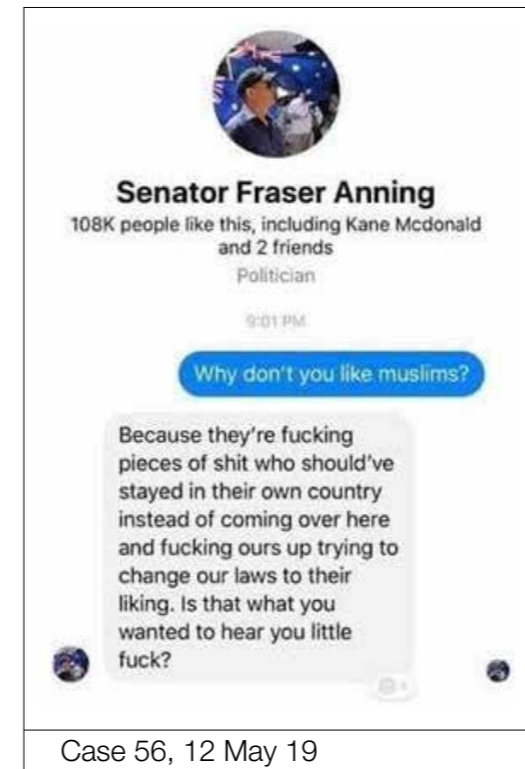 Senator Fraser Anning
108K people like this, including Kane Mcdonald
and 2 friends
Politician
9:01 PM
Why don't you like muslims?
Because they're fucking
pieces of shit who should've
stayed in their own country
instead of coming over here
and fucking ours up trying to
change our laws to their
liking. Is that what you
wanted to hear you little
fuck?
Case 56, 12 May 19